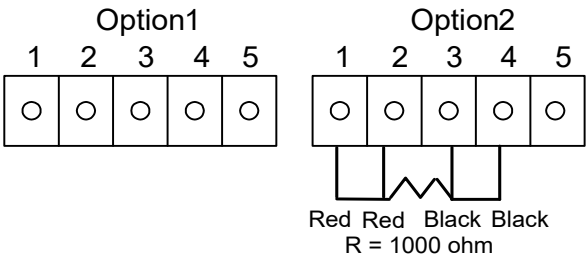 Option1 Option2
1 2 3 4 5 1 2 3 4 5
Red Red Black Black
R = 1000 ohm